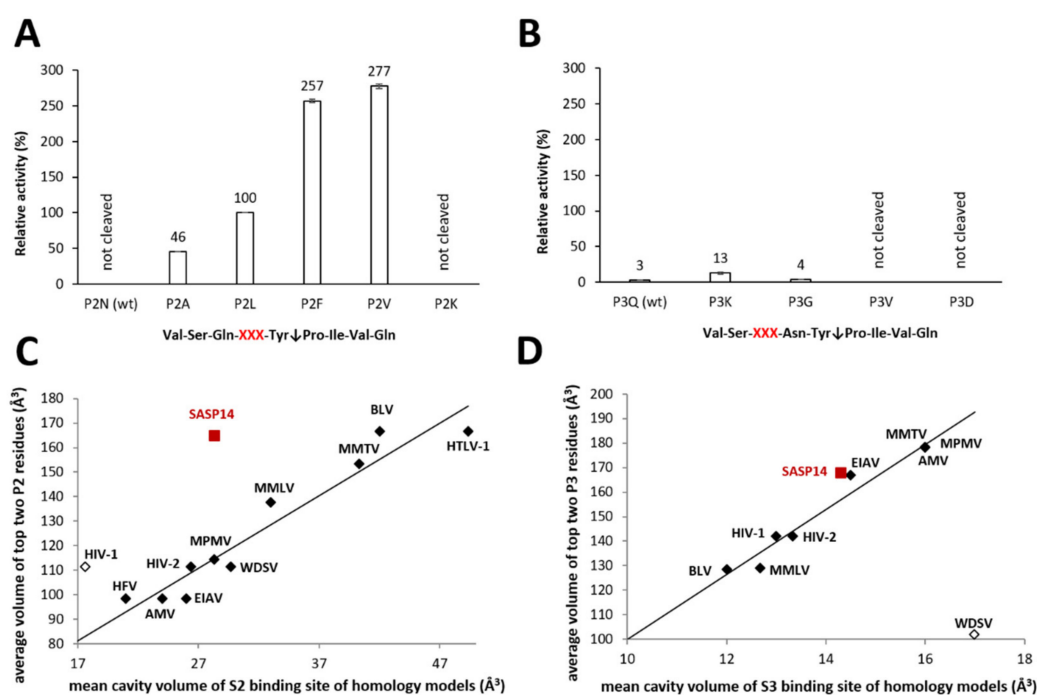 A
Relative activity (%)
300
250
200
150
100
50
0
not cleaved
46
100
257
277
not cleaved
P2N (wt) P2A P2L P2F P2V P2K
Val-Ser-Gln-XXX-Tyr↓Pro-Ile-Val-Gln
B
Relative activity (%)
300
250
200
150
100
50
0
3
13
4
not cleaved
not cleaved
P3Q (wt) P3K P3G P3V P3D
Val-Ser-XXX-Asn-Tyr↓Pro-Ile-Val-Gln
C
average volume of top two P2 residues (Å³)
180
170
160
150
140
130
120
110
100
90
80
SASP14
BLV
HTLV-1
MMTV
MMLV
MPMV
HIV-1
HIV-2
WDSV
HFV
AMV
EIAV
17 27 37 47
mean cavity volume of S2 binding site of homology models (Å³)
D
average volume of top two P3 residues (Å³)
200
190
180
170
160
150
140
130
120
110
100
MMTV
MPMV
AMV
EIAV
SASP14
HIV-1
HIV-2
BLV
MMLV
WDSV
10 12 14 16 18
mean cavity volume of S3 binding site of homology models (Å³)